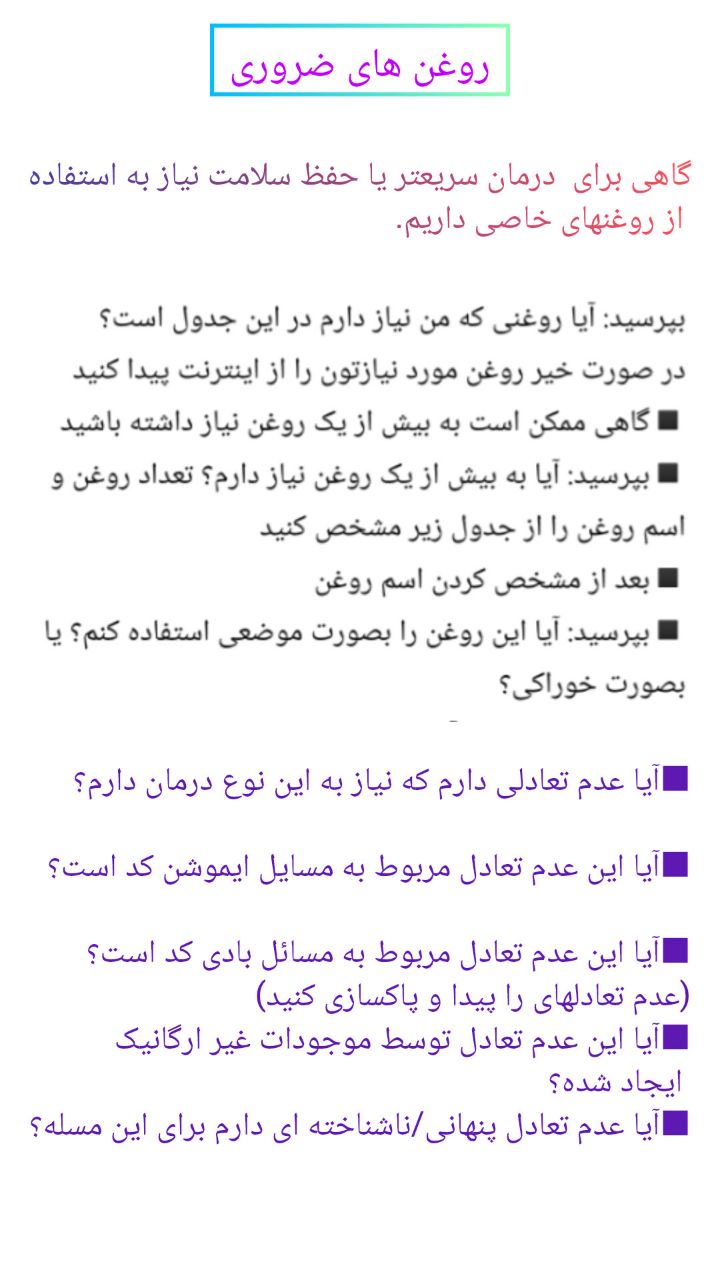 روغن های ضروری
گاهی برای درمان سریعتر یا حفظ سلامت نیاز به استفاده
از روغنهای خاصی داریم.
بپرسید: آیا روغنی که من نیاز دارم در این جدول است؟
در صورت خیر روغن مورد نیازتون را از اینترنت پیدا کنید
◼ گاهی ممکن است به بیش از یک روغن نیاز داشته باشید
◼ بپرسید: آیا به بیش از یک روغن نیاز دارم؟ تعداد روغن و
اسم روغن را از جدول زیر مشخص کنید
◼ بعد از مشخص کردن اسم روغن
◼ بپرسید: آیا این روغن را بصورت موضعی استفاده کنم؟ یا
بصورت خوراکی؟
■آیا عدم تعادلی دارم که نیاز به این نوع درمان دارم؟
■آیا این عدم تعادل مربوط به مسایل ایموشن کد است؟
■آیا این عدم تعادل مربوط به مسائل بادی کد است؟
(عدم تعادلهای را پیدا و پاکسازی کنید)
■آیا این عدم تعادل توسط موجودات غیر ارگانیک
ایجاد شده؟
■آیا عدم تعادل پنهانی/ناشناخته ای دارم برای این مسله؟